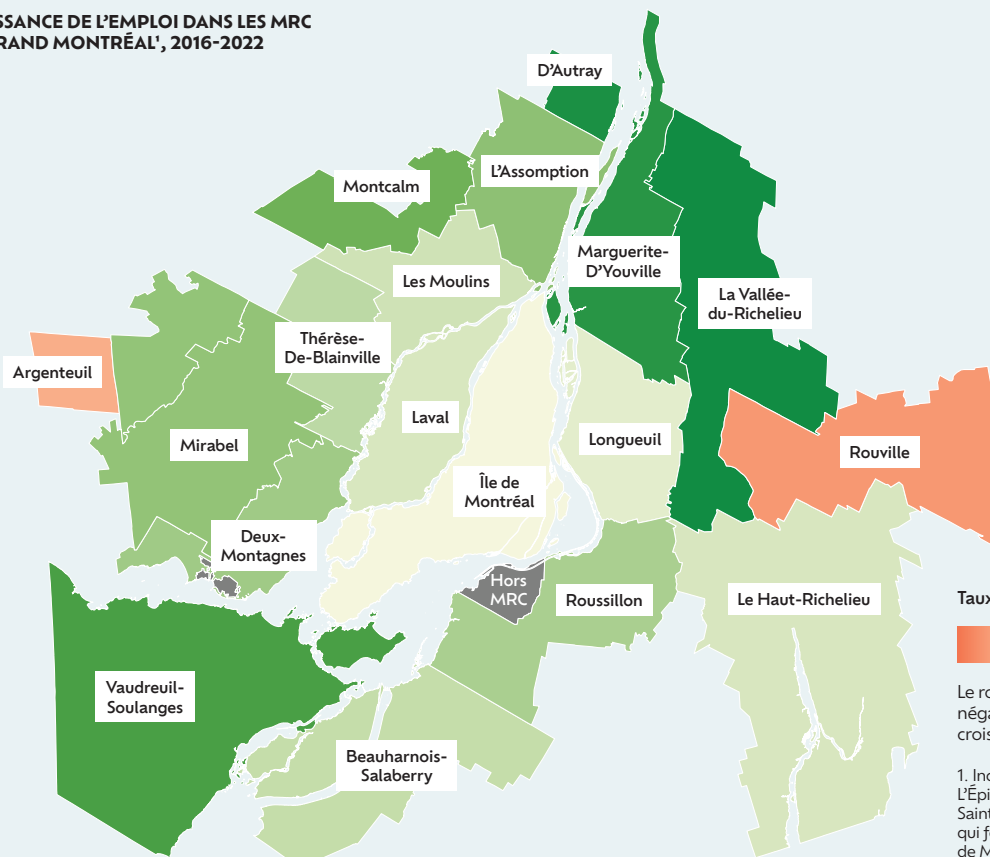 SSANCE DE L'EMPLOI DANS LES MRC
RAND MONTRÉAL¹, 2016-2022
D'Autray
L'Assomption
Montcalm
Marguerite-
D'Youville
Les Moulins
La Vallée-
du-Richelieu
Thérèse-
De-Blainville
Argenteuil
Laval
Longueuil
Mirabel
Rouville
Île de
Montréal
Deux-
Montagnes
Hors
MRC
Roussillon
Le Haut-Richelieu
Taux
Vaudreuil-
Soulanges
Le ro
néga
crois
Beauharnois-
Salaberry
1. Inc
L'Épi
Saint
qui fo
de M